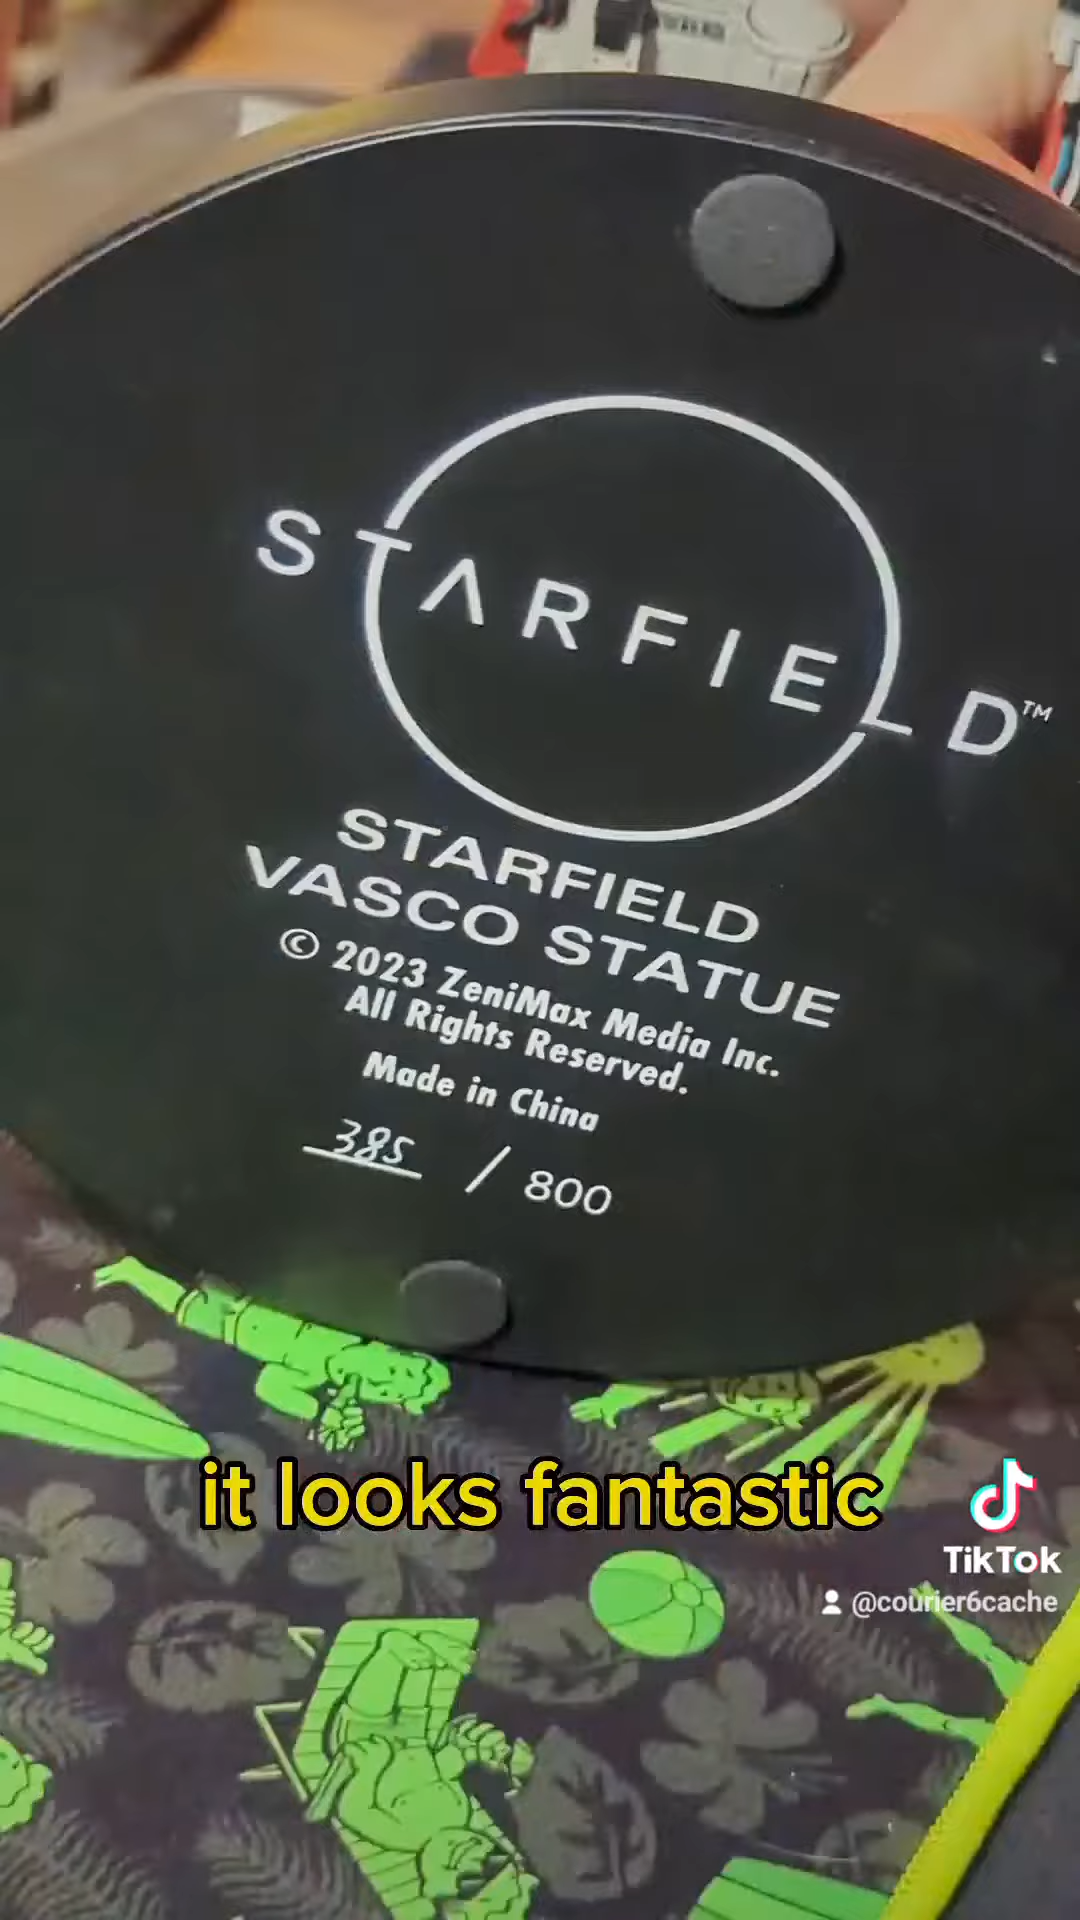 STARFIELD™
STARFIELD
VASCO STATUE
© 2023 ZeniMax Media Inc.
All Rights Reserved.
Made in China
385 / 800
it looks fantastic
TikTok
@courier6cache